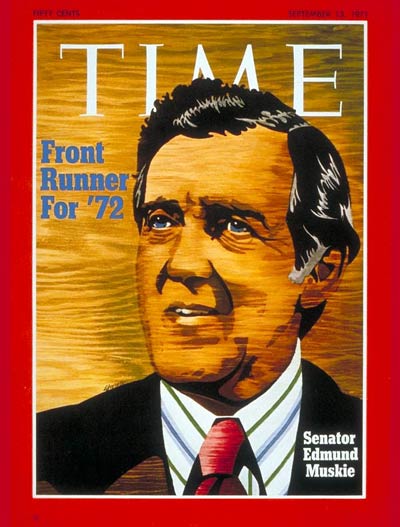 FIFTY CENTS
SEPTEMBER 13, 1971
TIME
Front
Runner
For '72
Senator
Edmund
Muskie